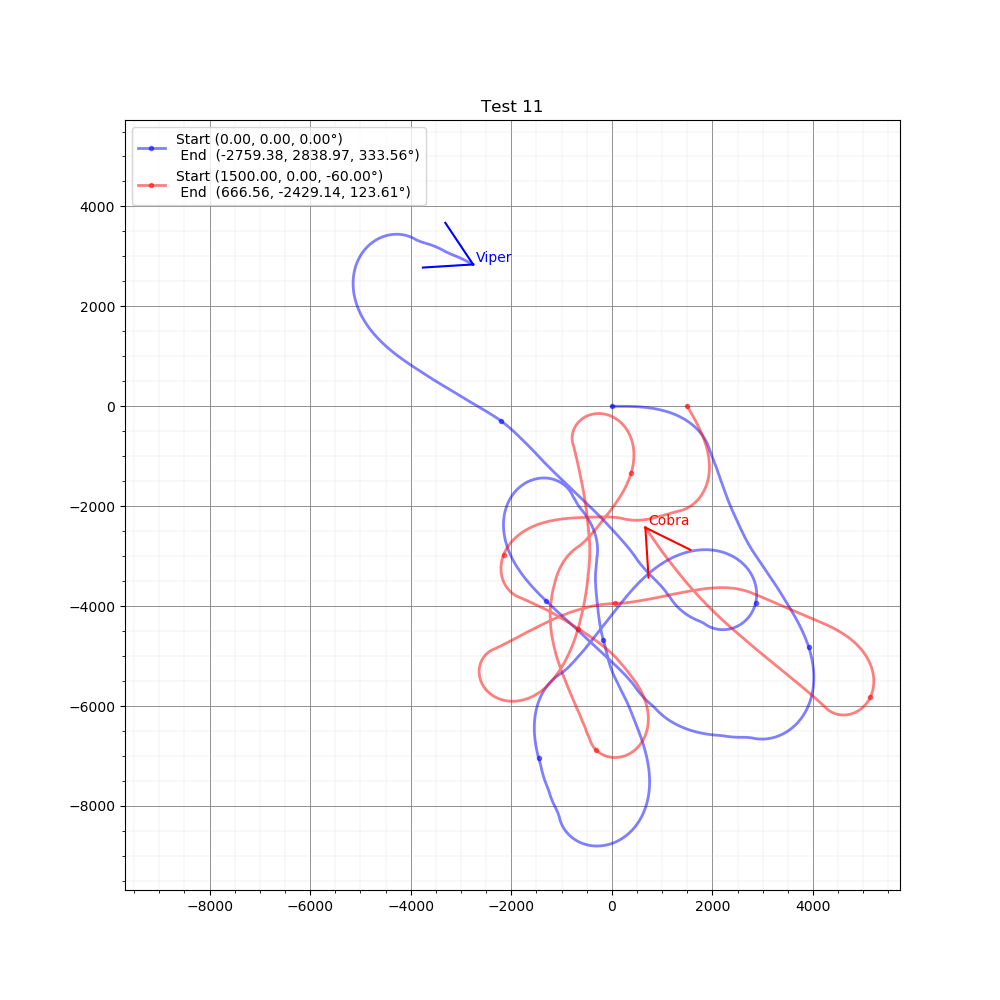 Test 11
Start (0.00, 0.00, 0.00°)
End (-2759.38, 2838.97, 333.56°)
Start (1500.00, 0.00, -60.00°)
End (666.56, -2429.14, 123.61°)
4000
2000
0
−2000
−4000
−6000
−8000
Viper
Cobra
−8000 −6000 −4000 −2000 0 2000 4000